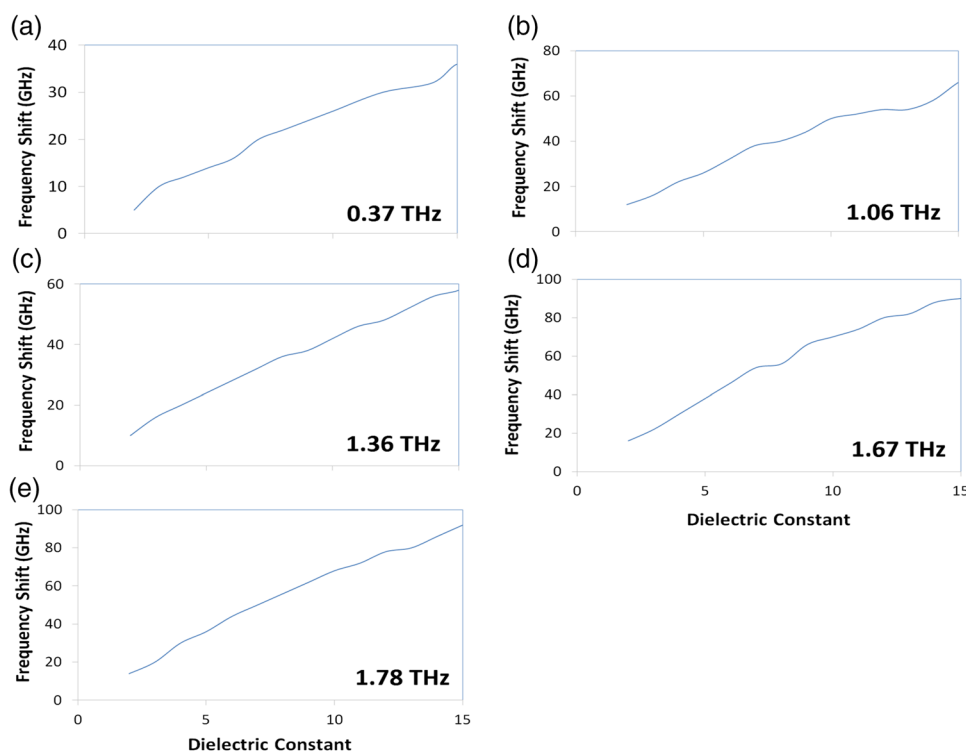 (a)
40
30
20
10
0
Frequency Shift (GHz)
0.37 THz
(b)
80
60
40
20
0
Frequency Shift (GHz)
1.06 THz
(c)
60
40
20
0
Frequency Shift (GHz)
1.36 THz
(d)
100
80
60
40
20
0
Frequency Shift (GHz)
1.67 THz
0 5 10 15
Dielectric Constant
(e)
100
80
60
40
20
0
Frequency Shift (GHz)
1.78 THz
0 5 10 15
Dielectric Constant